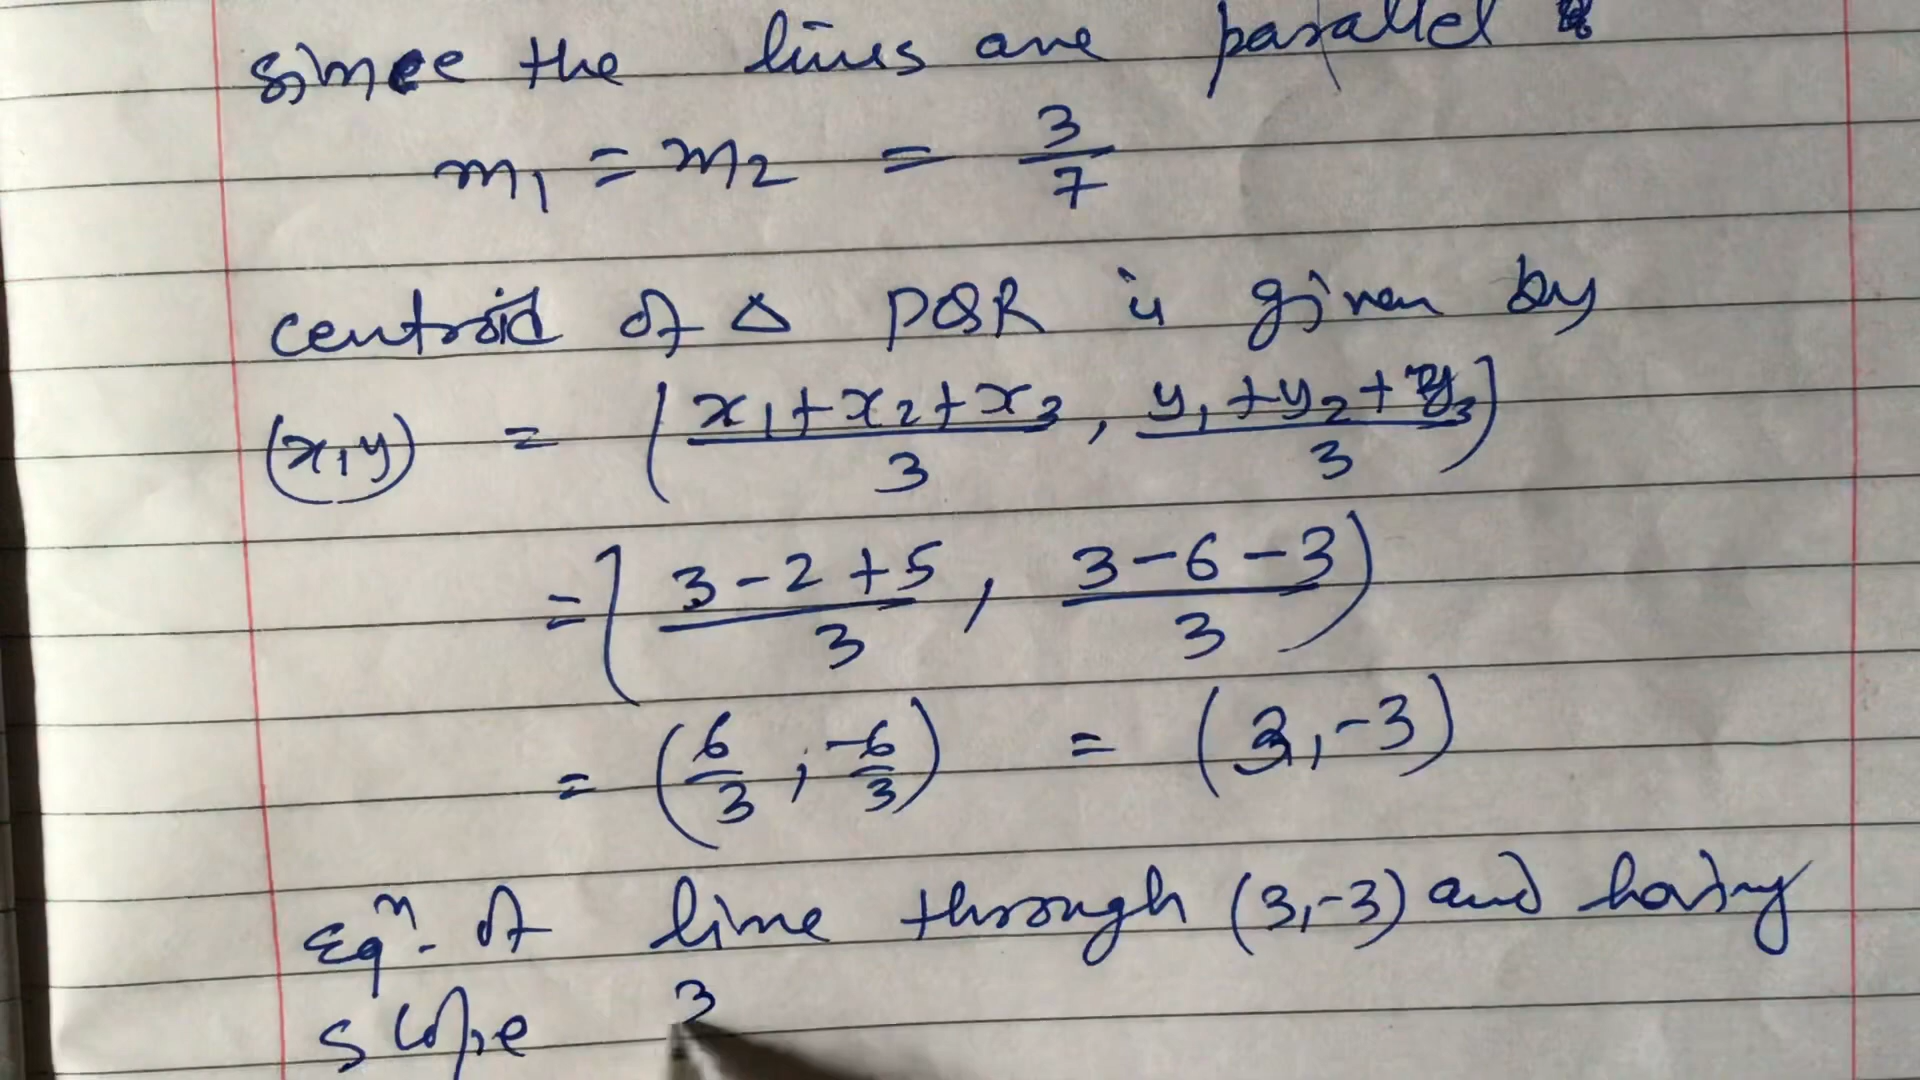 since the lines are parallel
m₁ = m₂ = 3/7
centroid of △ PQR is given by
(x,y) = (x₁+x₂+x₃/3, y₁+y₂+y₃/3)
= (3-2+5/3, 3-6-3/3)
= (6/3, -6/3) = (3,-3)
Eqⁿ. of line through (3,-3) and having
slope 3